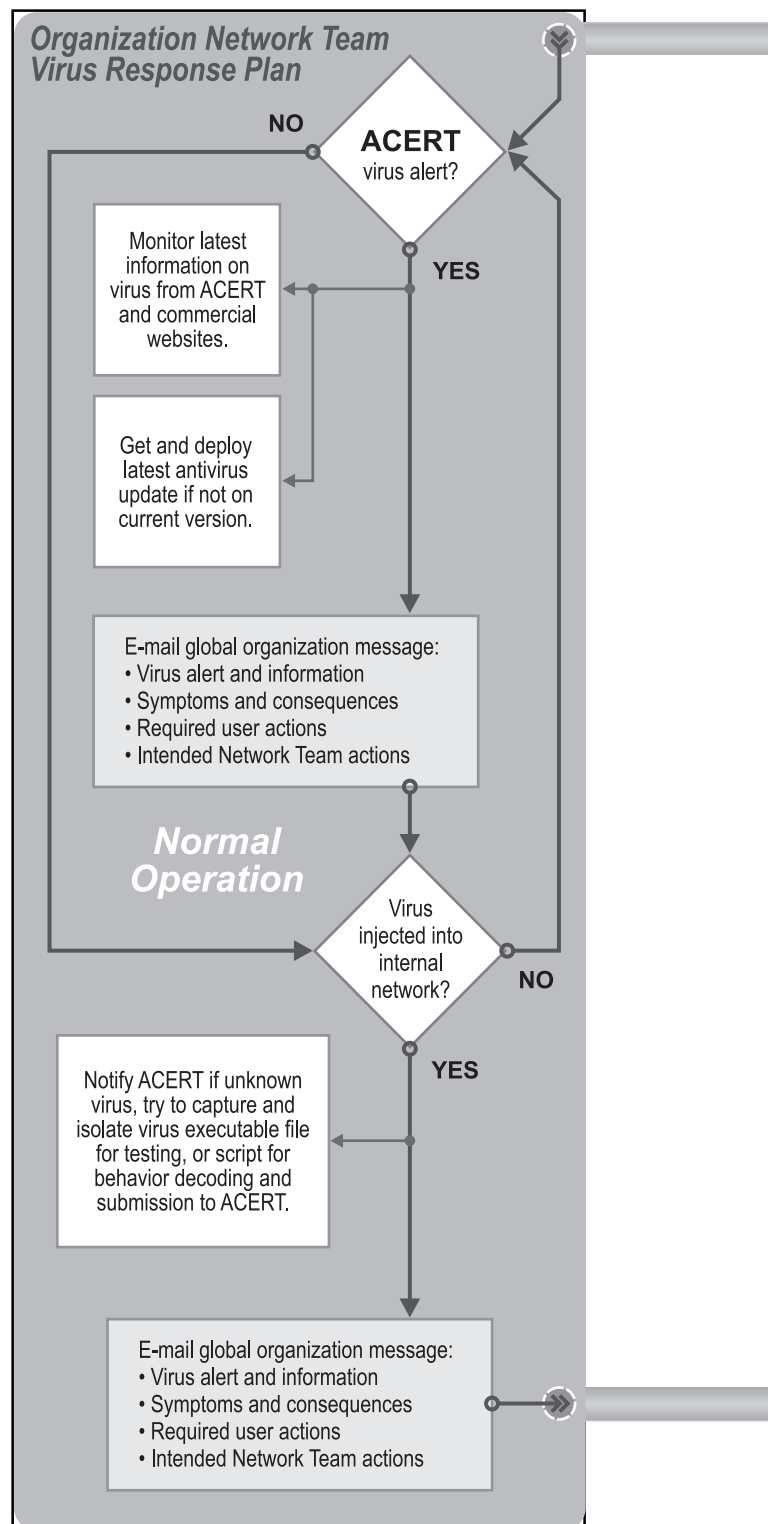 Organization Network Team
Virus Response Plan
NO
ACERT
virus alert?
YES
Monitor latest
information on
virus from ACERT
and commercial
websites.
Get and deploy
latest antivirus
update if not on
current version.
E-mail global organization message:
• Virus alert and information
• Symptoms and consequences
• Required user actions
• Intended Network Team actions
Normal
Operation
Virus
injected into
internal
network?
NO
YES
Notify ACERT if unknown
virus, try to capture and
isolate virus executable file
for testing, or script for
behavior decoding and
submission to ACERT.
E-mail global organization message:
• Virus alert and information
• Symptoms and consequences
• Required user actions
• Intended Network Team actions